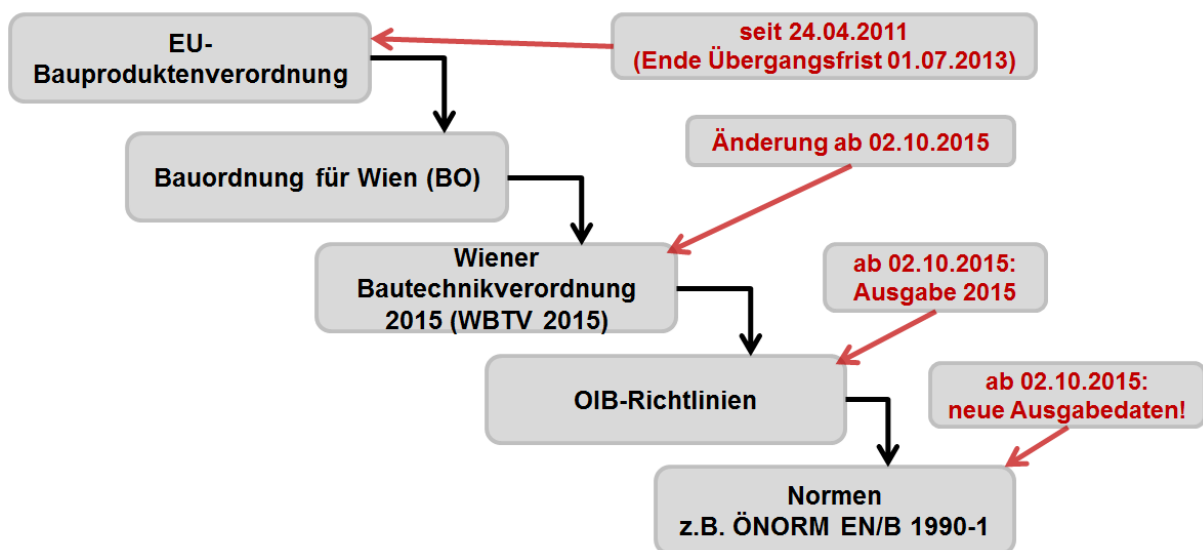 EU-
Bauproduktenverordnung
seit 24.04.2011
(Ende Übergangsfrist 01.07.2013)
Änderung ab 02.10.2015
Bauordnung für Wien (BO)
Wiener
Bautechnikverordnung
2015 (WBTV 2015)
ab 02.10.2015:
Ausgabe 2015
OIB-Richtlinien
ab 02.10.2015:
neue Ausgabedaten!
Normen
z.B. ÖNORM EN/B 1990-1